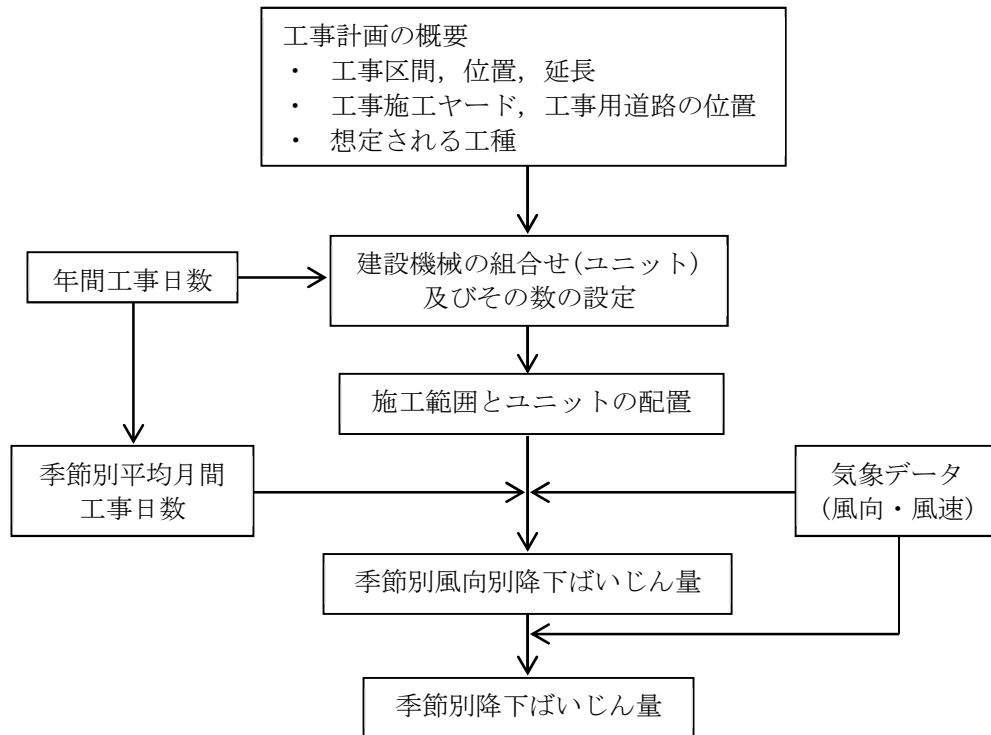 工事計画の概要
・ 工事区間，位置，延長
・ 工事施工ヤード，工事用道路の位置
・ 想定される工種
年間工事日数
建設機械の組合せ(ユニット)
及びその数の設定
施工範囲とユニットの配置
季節別平均月間
工事日数
気象データ
(風向・風速)
季節別風向別降下ばいじん量
季節別降下ばいじん量